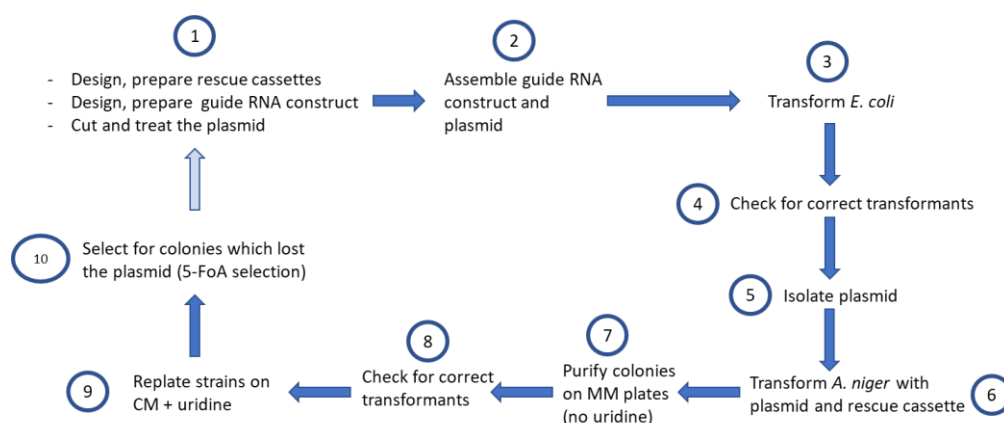 1
- Design, prepare rescue cassettes
- Design, prepare guide RNA construct
- Cut and treat the plasmid
2
Assemble guide RNA
construct and
plasmid
3
Transform E. coli
4
Check for correct transformants
5
Isolate plasmid
6
Transform A. niger with
plasmid and rescue cassette
7
Purify colonies
on MM plates
(no uridine)
8
Check for correct
transformants
9
Replate strains on
CM + uridine
10
Select for colonies which lost
the plasmid (5-FoA selection)